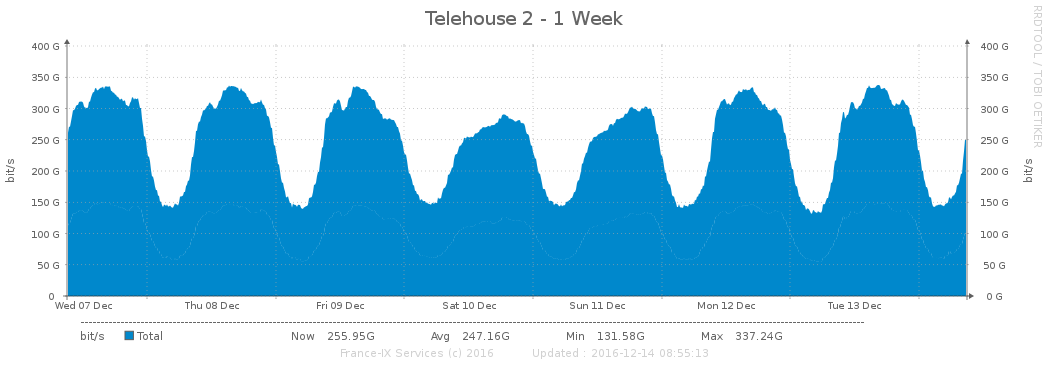 Telehouse 2 - 1 Week
RRDTOOL / TOBI OETIKER
400 G 400 G
350 G 350 G
300 G 300 G
250 G 250 G
200 G 200 G
150 G 150 G
100 G 100 G
50 G 50 G
0 0 G
bit/s
bit/s
Wed 07 Dec Thu 08 Dec Fri 09 Dec Sat 10 Dec Sun 11 Dec Mon 12 Dec Tue 13 Dec
bit/s Total Now 255.95G Avg 247.16G Min 131.58G Max 337.24G
France-IX Services (c) 2016 Updated : 2016-12-14 08:55:13